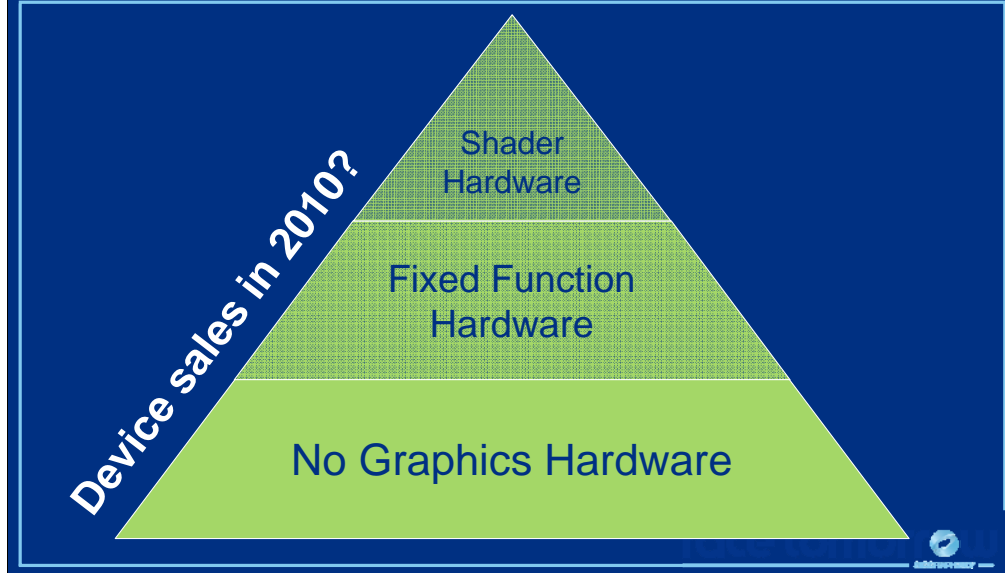 Device sales in 2010?
Shader
Hardware
Fixed Function
Hardware
No Graphics Hardware